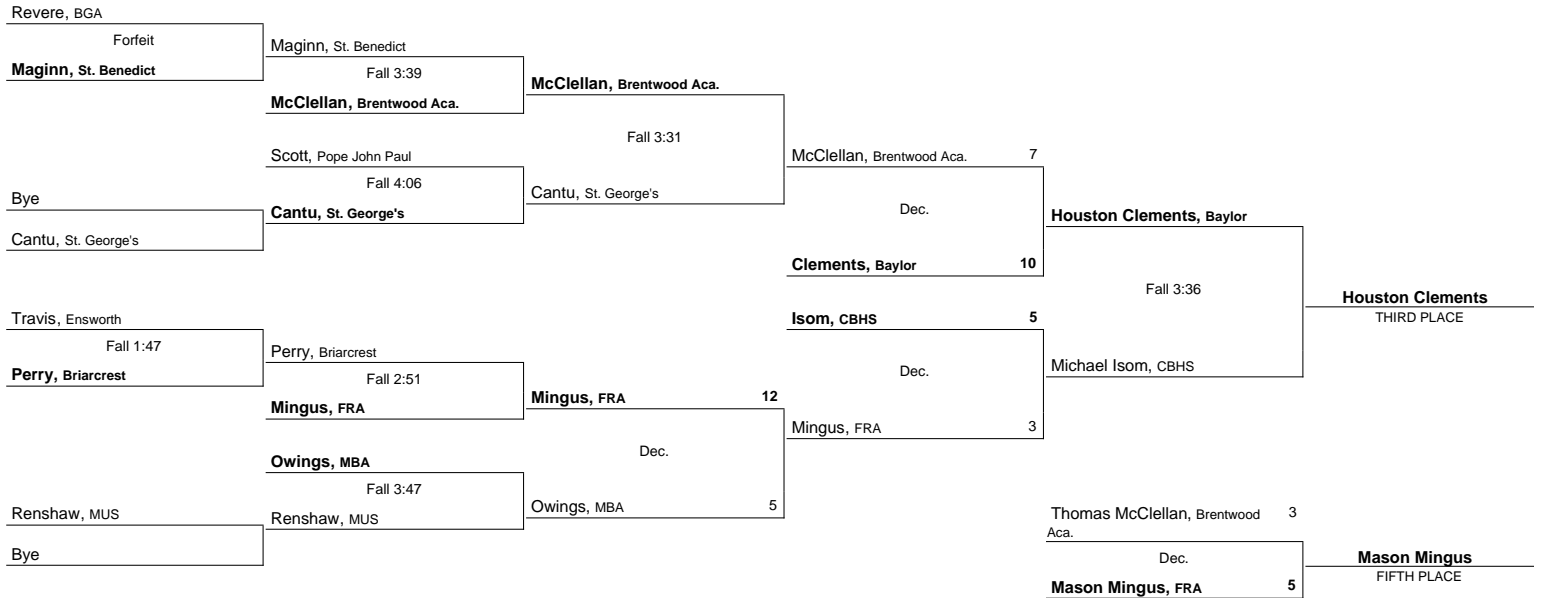 Revere, BGA
Forfeit
Maginn, St. Benedict
Bye
Cantu, St. George's
Travis, Ensworth
Fall 1:47
Perry, Briarcrest
Renshaw, MUS
Bye
Maginn, St. Benedict
Fall 3:39
McClellan, Brentwood Aca.
Scott, Pope John Paul
Fall 4:06
Cantu, St. George's
Perry, Briarcrest
Fall 2:51
Mingus, FRA
Owings, MBA
Fall 3:47
Renshaw, MUS
McClellan, Brentwood Aca.
Fall 3:31
Cantu, St. George's
Mingus, FRA 12
Dec.
Owings, MBA 5
McClellan, Brentwood Aca. 7
Dec.
Clements, Baylor 10
Isom, CBHS 5
Dec.
Mingus, FRA 3
Houston Clements, Baylor
Fall 3:36
Michael Isom, CBHS
Houston Clements
THIRD PLACE
Thomas McClellan, Brentwood 3
Aca.
Dec.
Mason Mingus, FRA 5
Mason Mingus
FIFTH PLACE